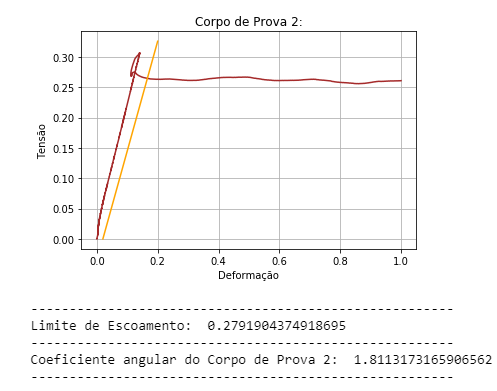 Corpo de Prova 2:
0.30
0.25
0.20
0.15
0.10
0.05
0.00
Tensão
0.0 0.2 0.4 0.6 0.8 1.0
Deformação
------------------------------------------------------
Limite de Escoamento:  0.2791904374918695
------------------------------------------------------
Coeficiente angular do Corpo de Prova 2:  1.8113173165906562
------------------------------------------------------